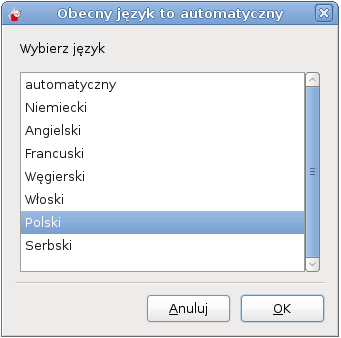 Obecny język to automatyczny
Wybierz język
automatyczny
Niemiecki
Angielski
Francuski
Węgierski
Włoski
Polski
Serbski
Anuluj
OK